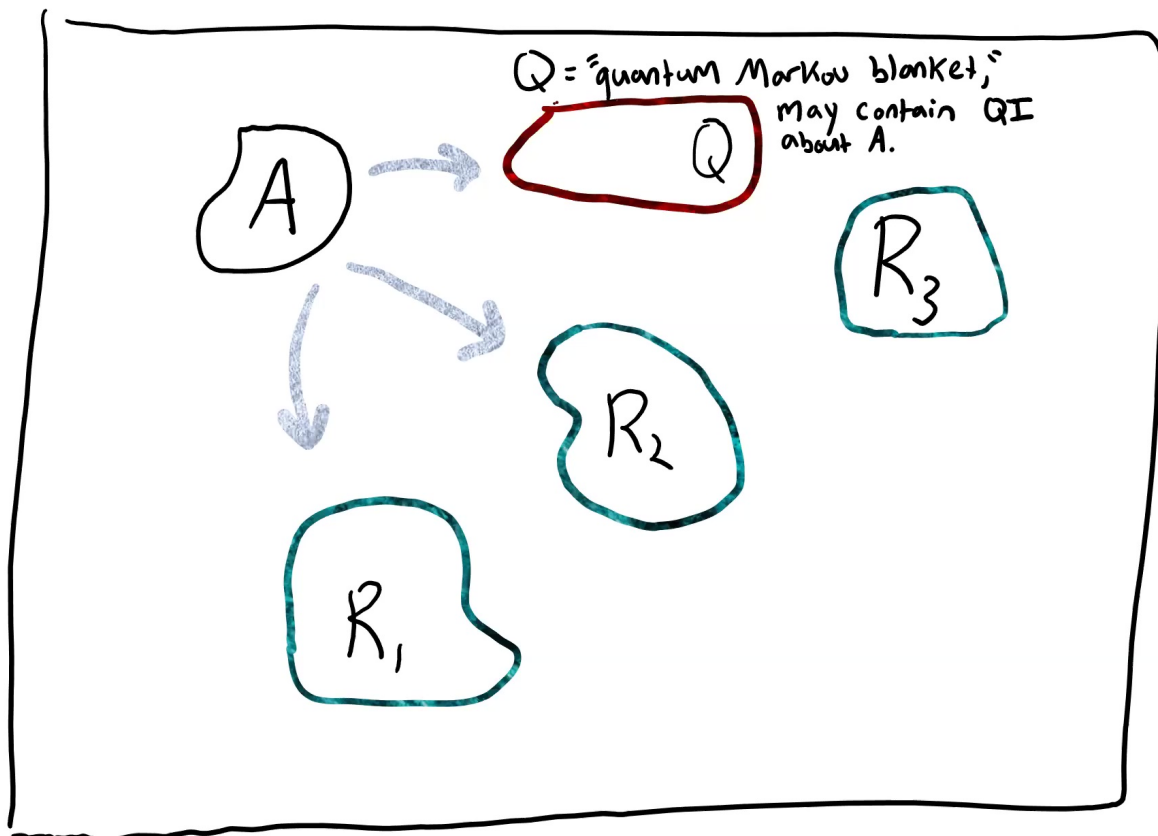 Q = "quantum Markov blanket,"
may contain QI
about A.
A
Q
R3
R2
R1